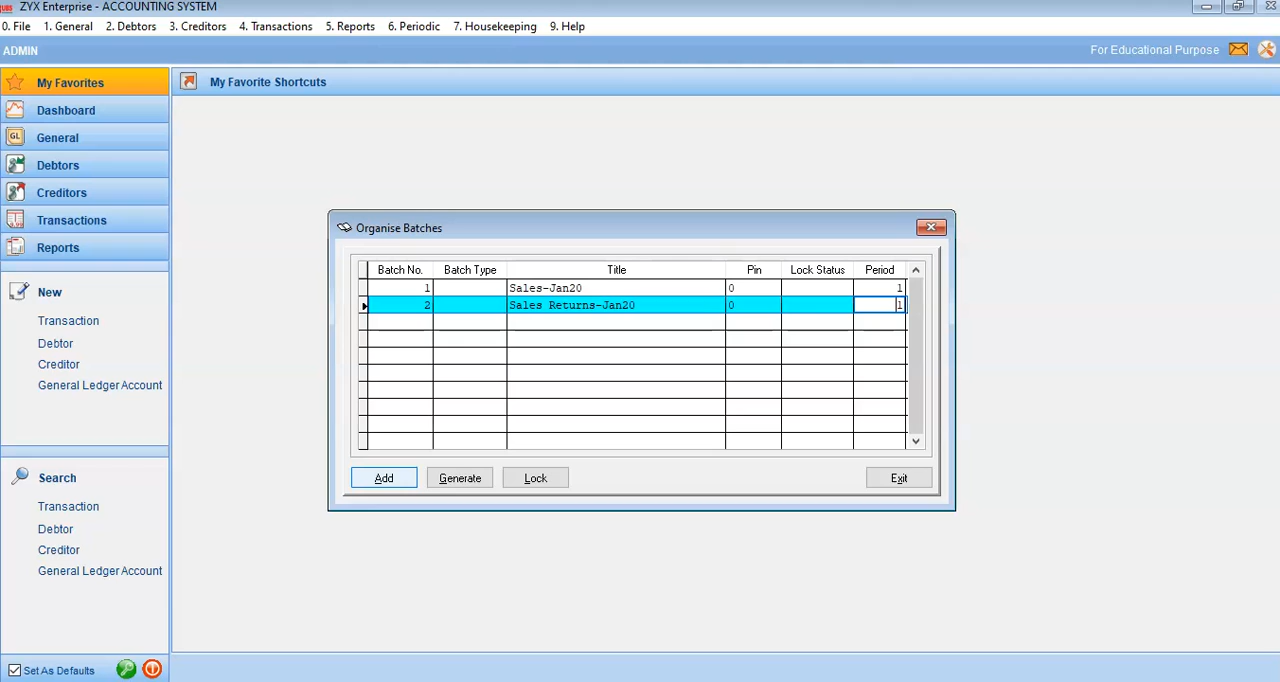 ZYX Enterprise - ACCOUNTING SYSTEM
0. File 1. General 2. Debtors 3. Creditors 4. Transactions 5. Reports 6. Periodic 7. Housekeeping 9. Help
ADMIN
For Educational Purpose
My Favorites
My Favorite Shortcuts
Dashboard
GL General
Debtors
Creditors
Transactions
Reports
New
Transaction
Debtor
Creditor
General Ledger Account
Search
Transaction
Debtor
Creditor
General Ledger Account
Set As Defaults
Organise Batches
Batch No. Batch Type Title Pin Lock Status Period
1 Sales-Jan20 0 1
2 Sales Returns-Jan20 0 1
Add Generate Lock Exit